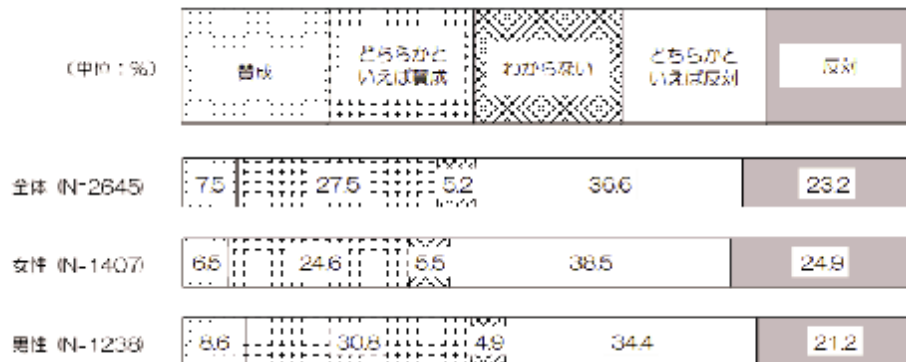 (単位:%)
賛成
どちらかと
いえば賛成
わからない
どちらかと
いえば反対
反対
全体 (N=2645) 7.5 27.5 5.2 36.6 23.2
女性 (N=1407) 6.5 24.6 5.5 38.5 24.9
男性 (N=1238) 8.6 30.8 4.9 34.4 21.2